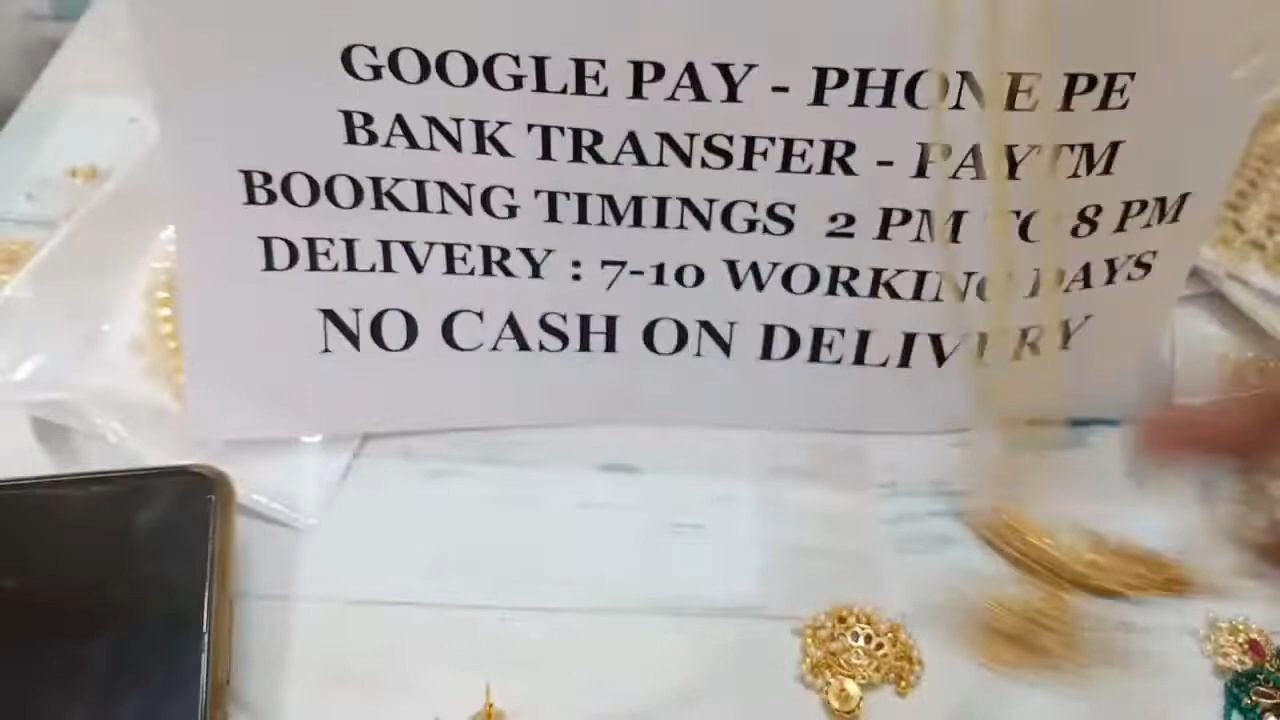 GOOGLE PAY - PHONE PE
BANK TRANSFER - PAYTM
BOOKING TIMINGS 2 PM TO 8 PM
DELIVERY : 7-10 WORKING DAYS
NO CASH ON DELIVERY